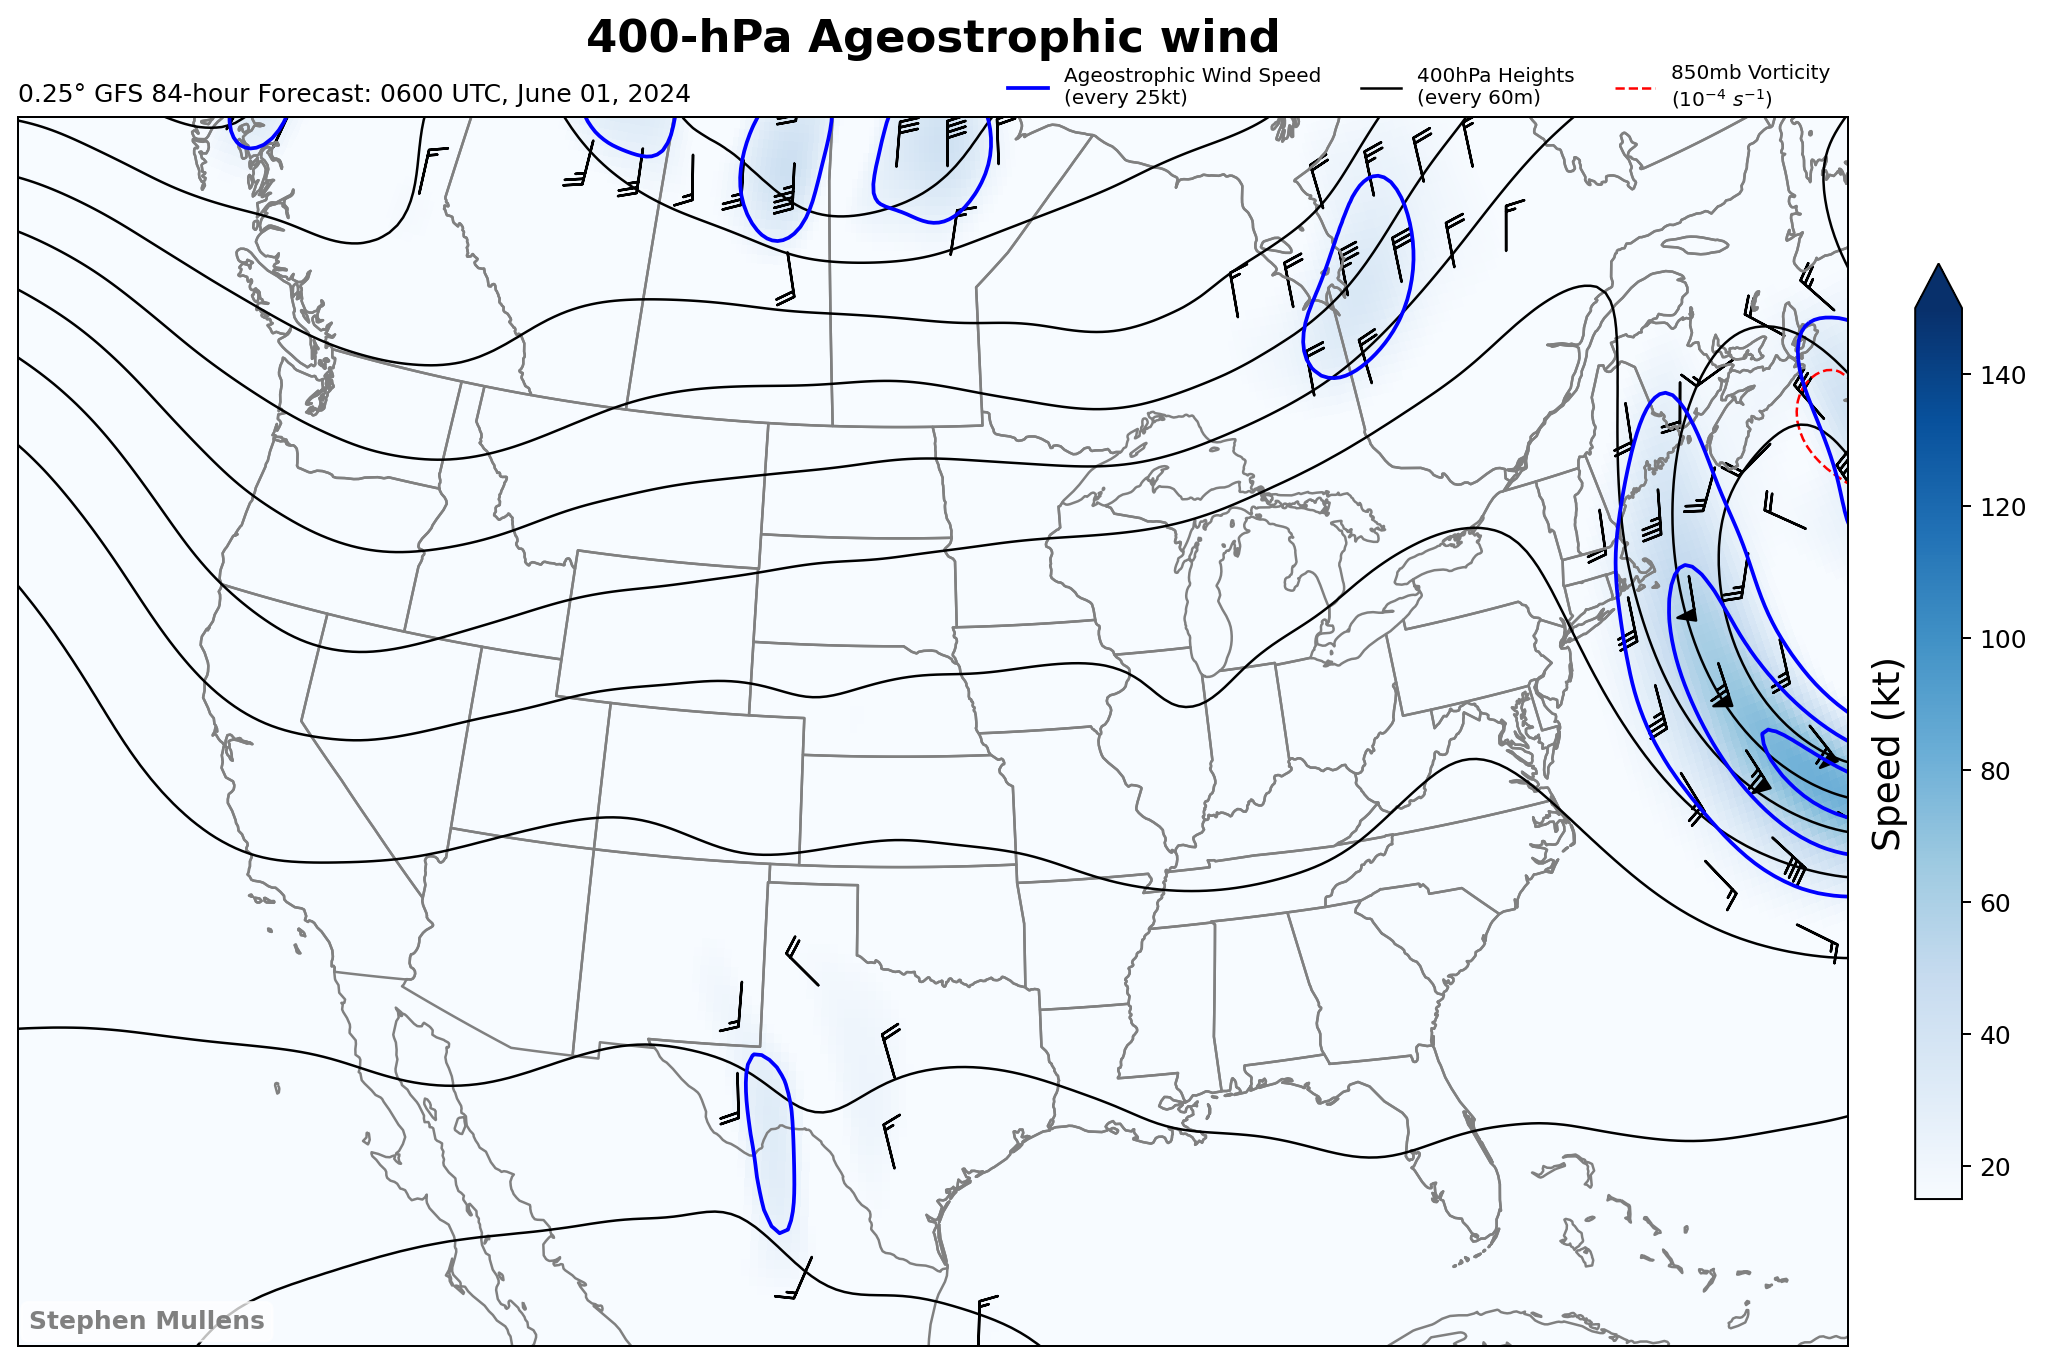 400-hPa Ageostrophic wind
0.25° GFS 84-hour Forecast: 0600 UTC, June 01, 2024
Ageostrophic Wind Speed
(every 25kt)
400hPa Heights
(every 60m)
850mb Vorticity
(10⁻⁴ s⁻¹)
140
120
100
80
60
40
20
Speed (kt)
Stephen Mullens